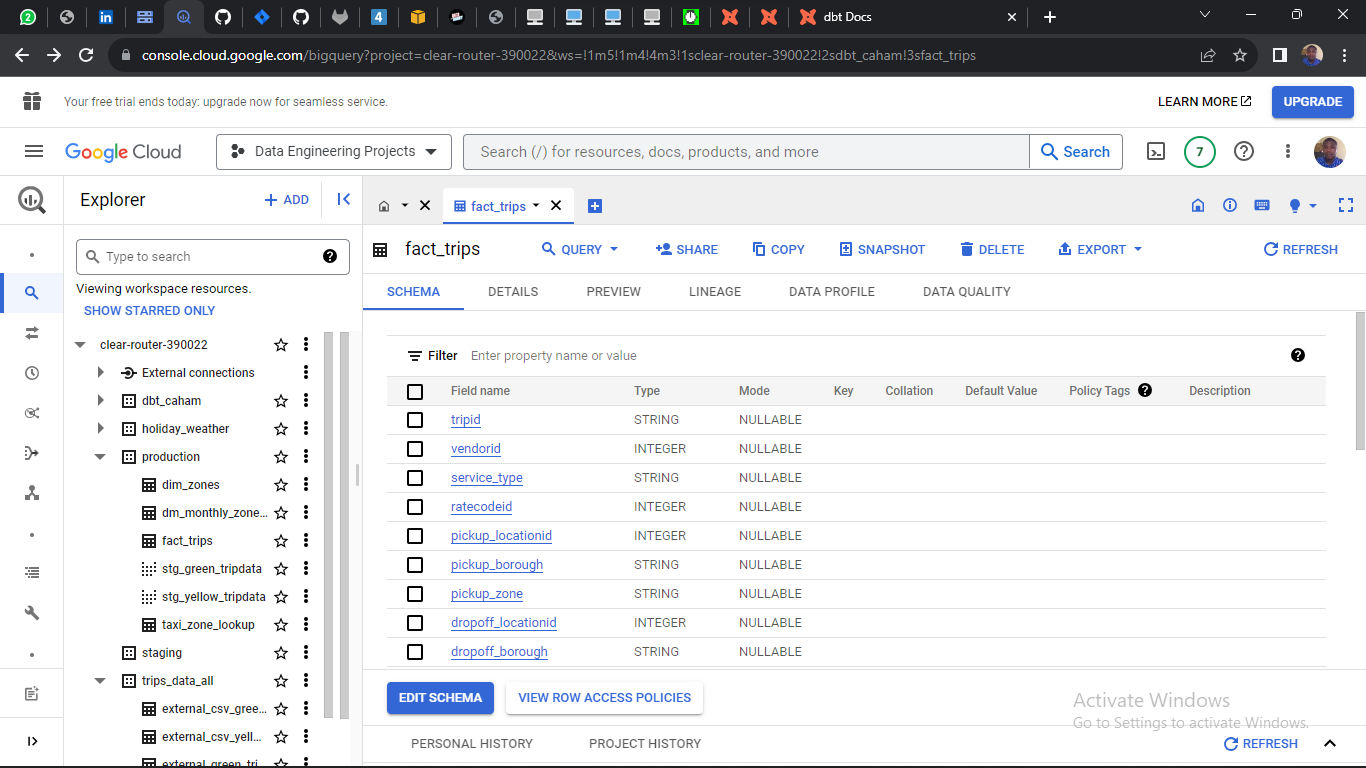 2
in
4
dbt Docs
console.cloud.google.com/bigquery?project=clear-router-390022&ws=!1m5!1m4!4m3!1sclear-router-390022!2sdbt_caham!3sfact_trips
Your free trial ends today: upgrade now for seamless service.
LEARN MORE
UPGRADE
Google Cloud
Data Engineering Projects
Search (/) for resources, docs, products, and more
Search
7
Explorer
+ ADD
fact_trips
Type to search
Viewing workspace resources.
SHOW STARRED ONLY
clear-router-390022
External connections
dbt_caham
holiday_weather
production
dim_zones
dm_monthly_zone...
fact_trips
stg_green_tripdata
stg_yellow_tripdata
taxi_zone_lookup
staging
trips_data_all
external_csv_gree...
external_csv_yell...
external_green_tri
fact_trips
QUERY
SHARE
COPY
SNAPSHOT
DELETE
EXPORT
REFRESH
SCHEMA DETAILS PREVIEW LINEAGE DATA PROFILE DATA QUALITY
Filter Enter property name or value
Field name Type Mode Key Collation Default Value Policy Tags Description
tripid STRING NULLABLE
vendorid INTEGER NULLABLE
service_type STRING NULLABLE
ratecodeid INTEGER NULLABLE
pickup_locationid INTEGER NULLABLE
pickup_borough STRING NULLABLE
pickup_zone STRING NULLABLE
dropoff_locationid INTEGER NULLABLE
dropoff_borough STRING NULLABLE
EDIT SCHEMA
VIEW ROW ACCESS POLICIES
Activate Windows
Go to Settings to activate Windows.
PERSONAL HISTORY
PROJECT HISTORY
REFRESH